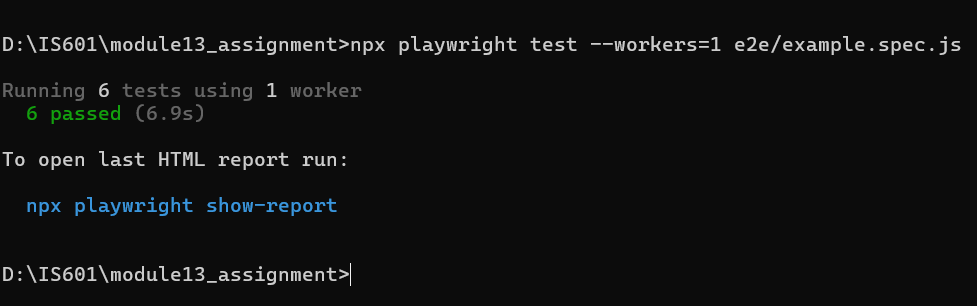 D:\IS601\module13_assignment>npx playwright test --workers=1 e2e/example.spec.js
Running 6 tests using 1 worker
6 passed (6.9s)
To open last HTML report run:
npx playwright show-report
D:\IS601\module13_assignment>